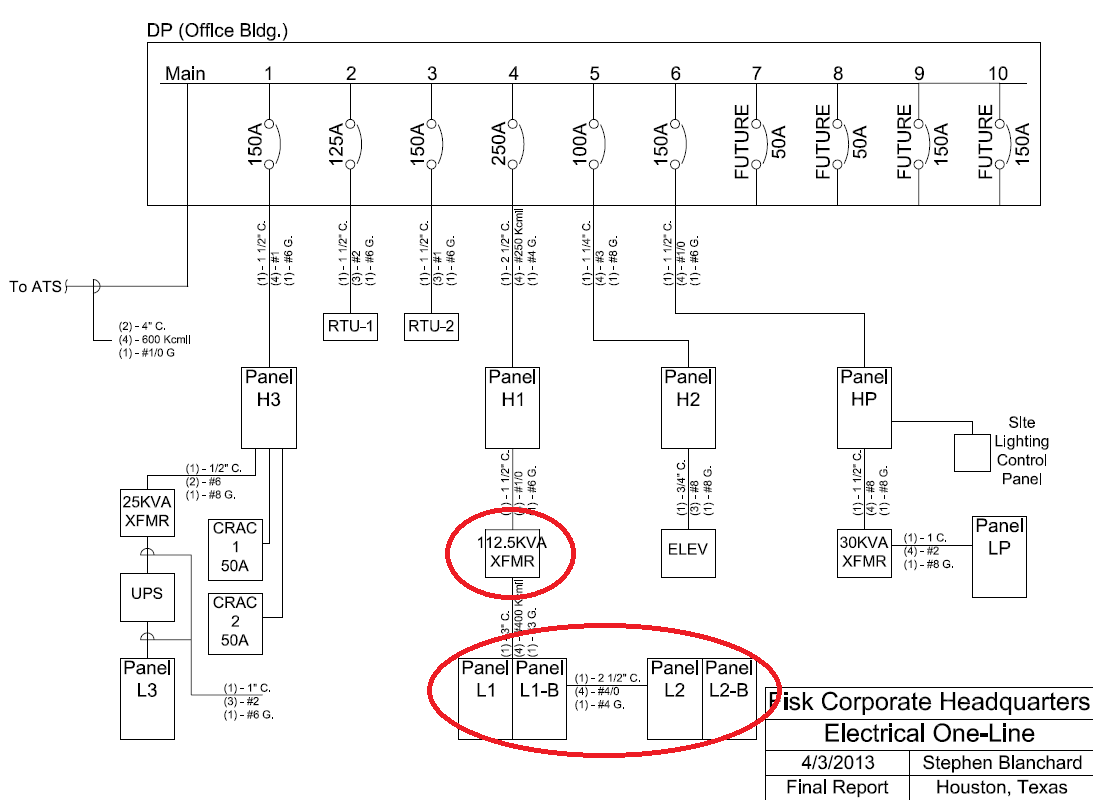 DP (Office Bldg.)
Main 1 2 3 4 5 6 7 8 9 10
150A
125A
150A
250A
100A
150A
FUTURE
50A
FUTURE
50A
FUTURE
150A
FUTURE
150A
(1) - 1 1/2" C.
(4) - #1
(1) - #6 G.
(1) - 1 1/2" C.
(3) - #2
(1) - #6 G.
(1) - 1 1/2" C.
(3) - #1
(1) - #6 G.
(1) - 2 1/2" C.
(4) - #250 Kcmil
(1) - #4 G.
(1) - 1 1/4" C.
(4) - #3
(1) - #8 G.
(1) - 1 1/2" C.
(4) - #1/0
(1) - #6 G.
To ATS
(2) - 4" C.
(4) - 600 Kcmil
(1) - #1/0 G
RTU-1
RTU-2
Panel
H3
Panel
H1
Panel
H2
Panel
HP
Site
Lighting
Control
Panel
(1) - 1/2" C.
(2) - #6
(1) - #8 G.
25KVA
XFMR
CRAC
1
50A
UPS
CRAC
2
50A
Panel
L3
(1) - 1" C.
(3) - #2
(1) - #6 G.
1 1/2" C.
#1/0
#6 G.
112.5KVA
XFMR
3" C.
(4) - #400 Kcmil
#3 G.
Panel
L1
Panel
L1-B
(1) - 2 1/2" C.
(4) - #4/0
(1) - #4 G.
Panel
L2
Panel
L2-B
(1) - 3/4" C.
(3) - #8
(1) - #8 G.
ELEV
(1) - 1 1/2" C.
(4) - #8
(1) - #8 G.
30KVA
XFMR
(1) - 1 C.
(4) - #2
(1) - #8 G.
Panel
LP
Fisk Corporate Headquarters
Electrical One-Line
4/3/2013 Stephen Blanchard
Final Report Houston, Texas